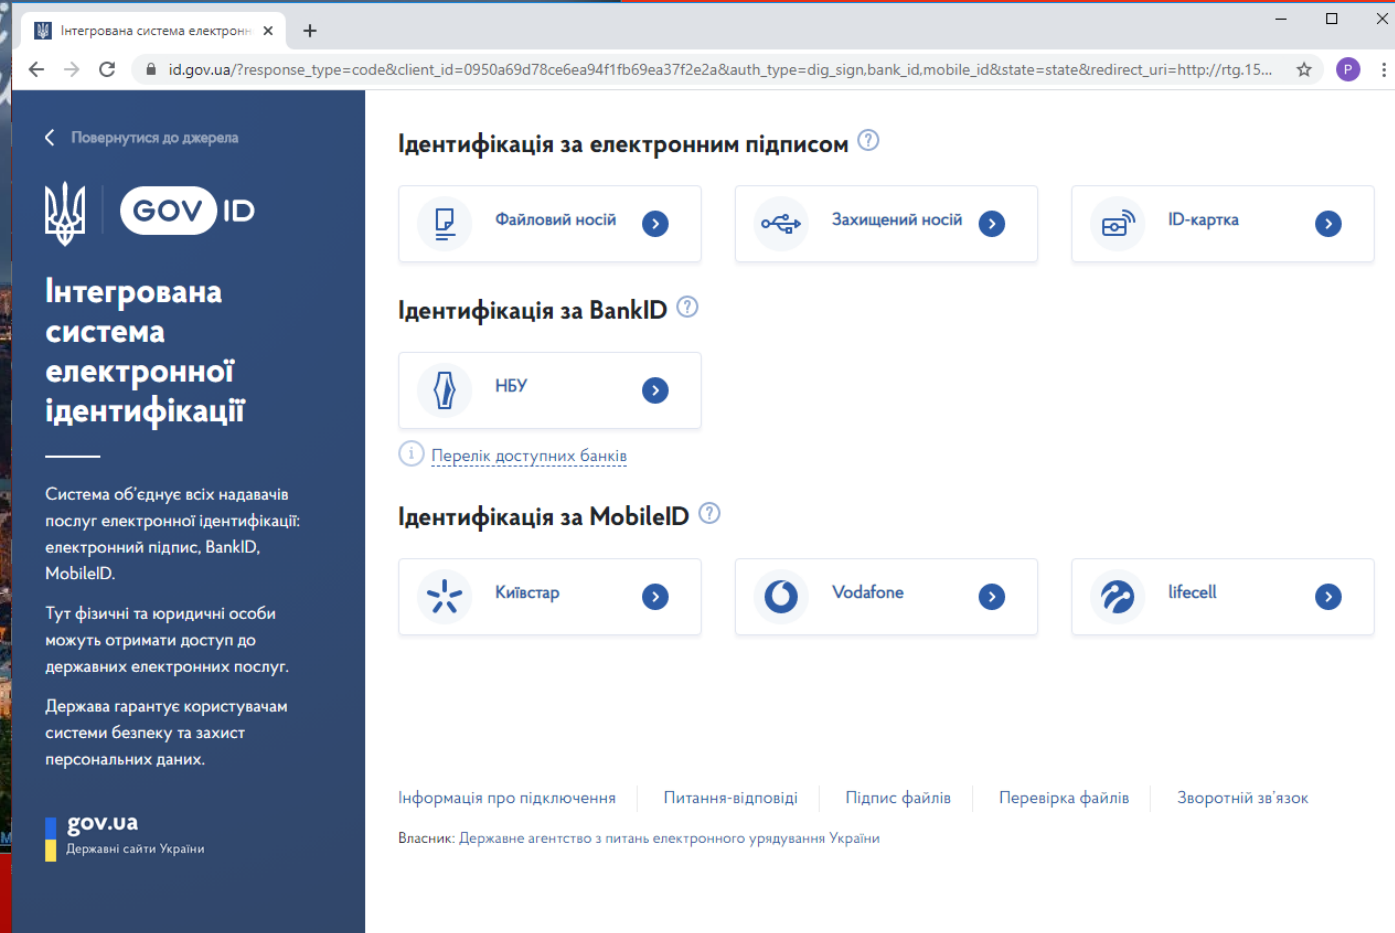 Інтегрована система електронн
id.gov.ua/?response_type=code&client_id=0950a69d78ce6ea94f1fb69ea37f2e2a&auth_type=dig_sign,bank_id,mobile_id&state=state&redirect_uri=http://rtg.15...
P
Повернутися до джерела
GOV ID
Інтегрована
система
електронної
ідентифікації
Система об’єднує всіх надавачів
послуг електронної ідентифікації:
електронний підпис, BankID,
MobileID.
Тут фізичні та юридичні особи
можуть отримати доступ до
державних електронних послуг.
Держава гарантує користувачам
системи безпеку та захист
персональних даних.
gov.ua
Державні сайти України
Ідентифікація за електронним підписом ?
Файловий носій
Захищений носій
ID-картка
Ідентифікація за BankID ?
НБУ
i Перелік доступних банків
Ідентифікація за MobileID ?
Київстар
Vodafone
lifecell
Інформація про підключення
Питання-відповіді
Підпис файлів
Перевірка файлів
Зворотній зв’язок
Власник: Державне агентство з питань електронного урядування України